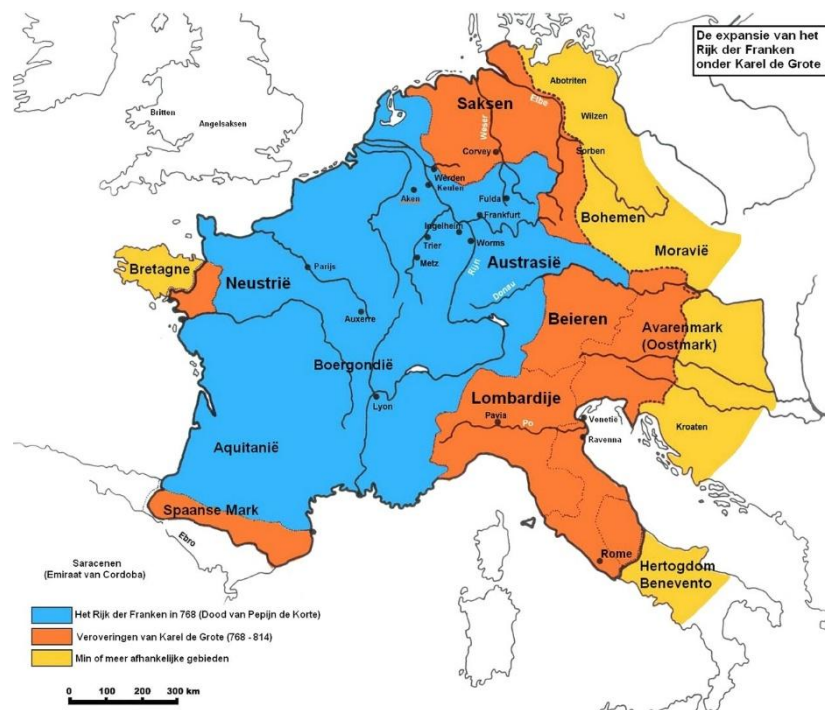 De expansie van het
Rijk der Franken
onder Karel de Grote
Abotriten
Britten
Wilzen
Angelsaksen
Saksen
Elbe
Weser
Corvey
Sorben
Werden
Keulen
Aken
Fulda
Bohemen
Frankfurt
Ingelheim
Trier
Worms
Moravië
Bretagne
Neustrië
Parijs
Metz
Rijn
Austrasië
Donau
Auxerre
Beieren
Avarenmark
(Oostmark)
Boergondië
Lyon
Lombardije
Pavia
Po
Venetië
Kroaten
Ravenna
Aquitanië
Spaanse Mark
Ebro
Rome
Hertogdom
Benevento
Saracenen
(Emiraat van Cordoba)
Het Rijk der Franken in 768 (Dood van Pepijn de Korte)
Veroveringen van Karel de Grote (768 - 814)
Min of meer afhankelijke gebieden
0 100 200 300 km